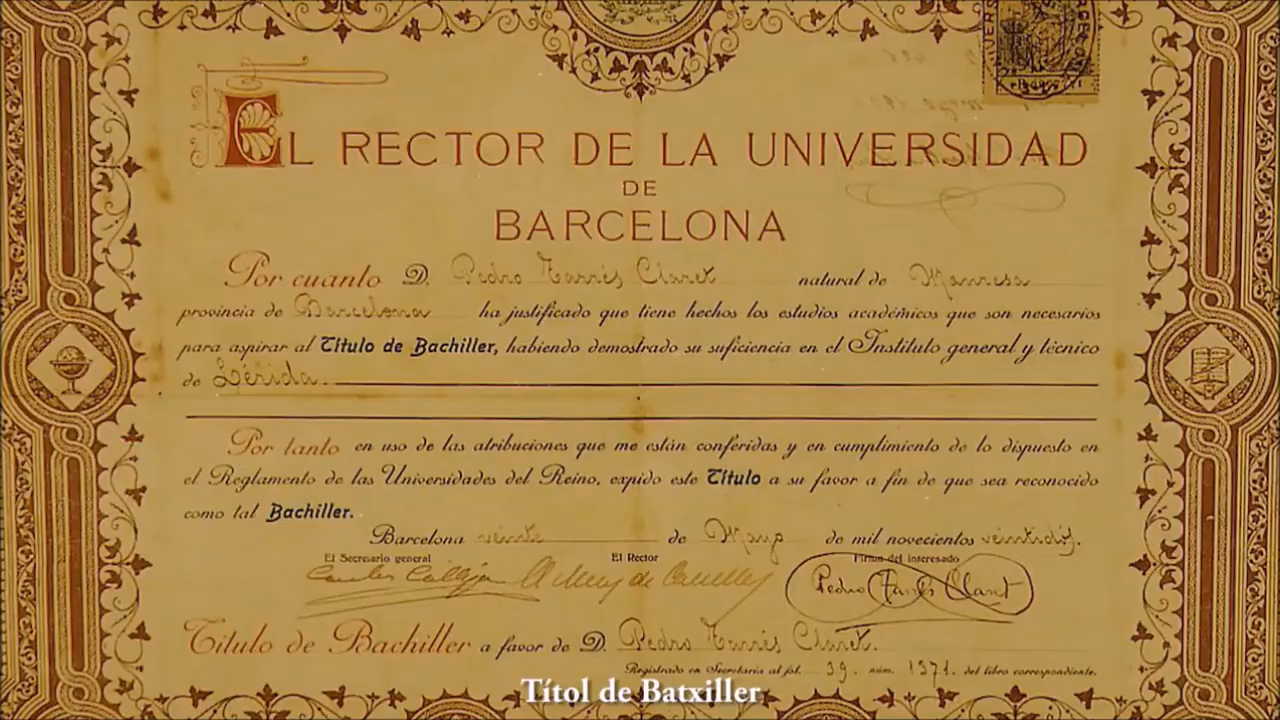 EL RECTOR DE LA UNIVERSIDAD
DE
BARCELONA
Por cuanto D. Pedro Tarrés Claret natural de Manresa
provincia de Barcelona ha justificado que tiene hechos los estudios académicos que son necesarios
para aspirar al Título de Bachiller, habiendo demostrado su suficiencia en el Instituto general y técnico
de Lérida.
Por tanto en uso de las atribuciones que me están conferidas y en cumplimiento de lo dispuesto en
el Reglamento de las Universidades del Reino, expido este Título a su favor a fin de que sea reconocido
como tal Bachiller.
Barcelona veinte de Mayo de mil novecientos veintidós.
El Secretario general El Rector Firma del interesado
Carlos Pedro Tarrés Claret
Título de Bachiller a favor de D. Pedro Tarrés Claret.
Registrado en Secretaría al fol. 39. núm. 1371. del libro correspondiente.
Títol de Batxiller